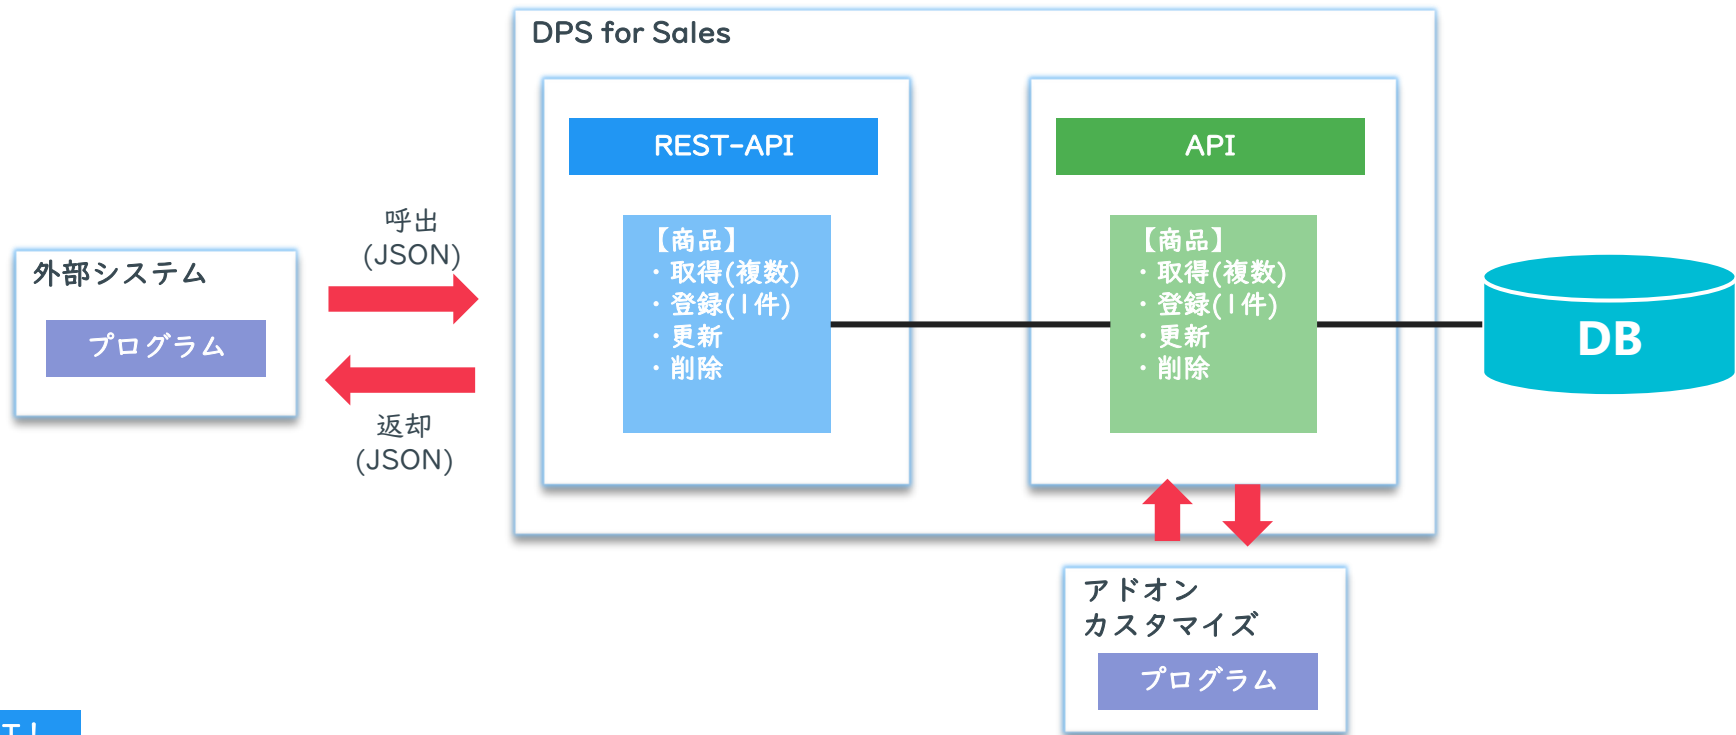 DPS for Sales
REST-API
API
呼出
(JSON)
外部システム
プログラム
返却
(JSON)
【商品】
・取得(複数)
・登録(1件)
・更新
・削除
【商品】
・取得(複数)
・登録(1件)
・更新
・削除
DB
アドオン
カスタマイズ
プログラム